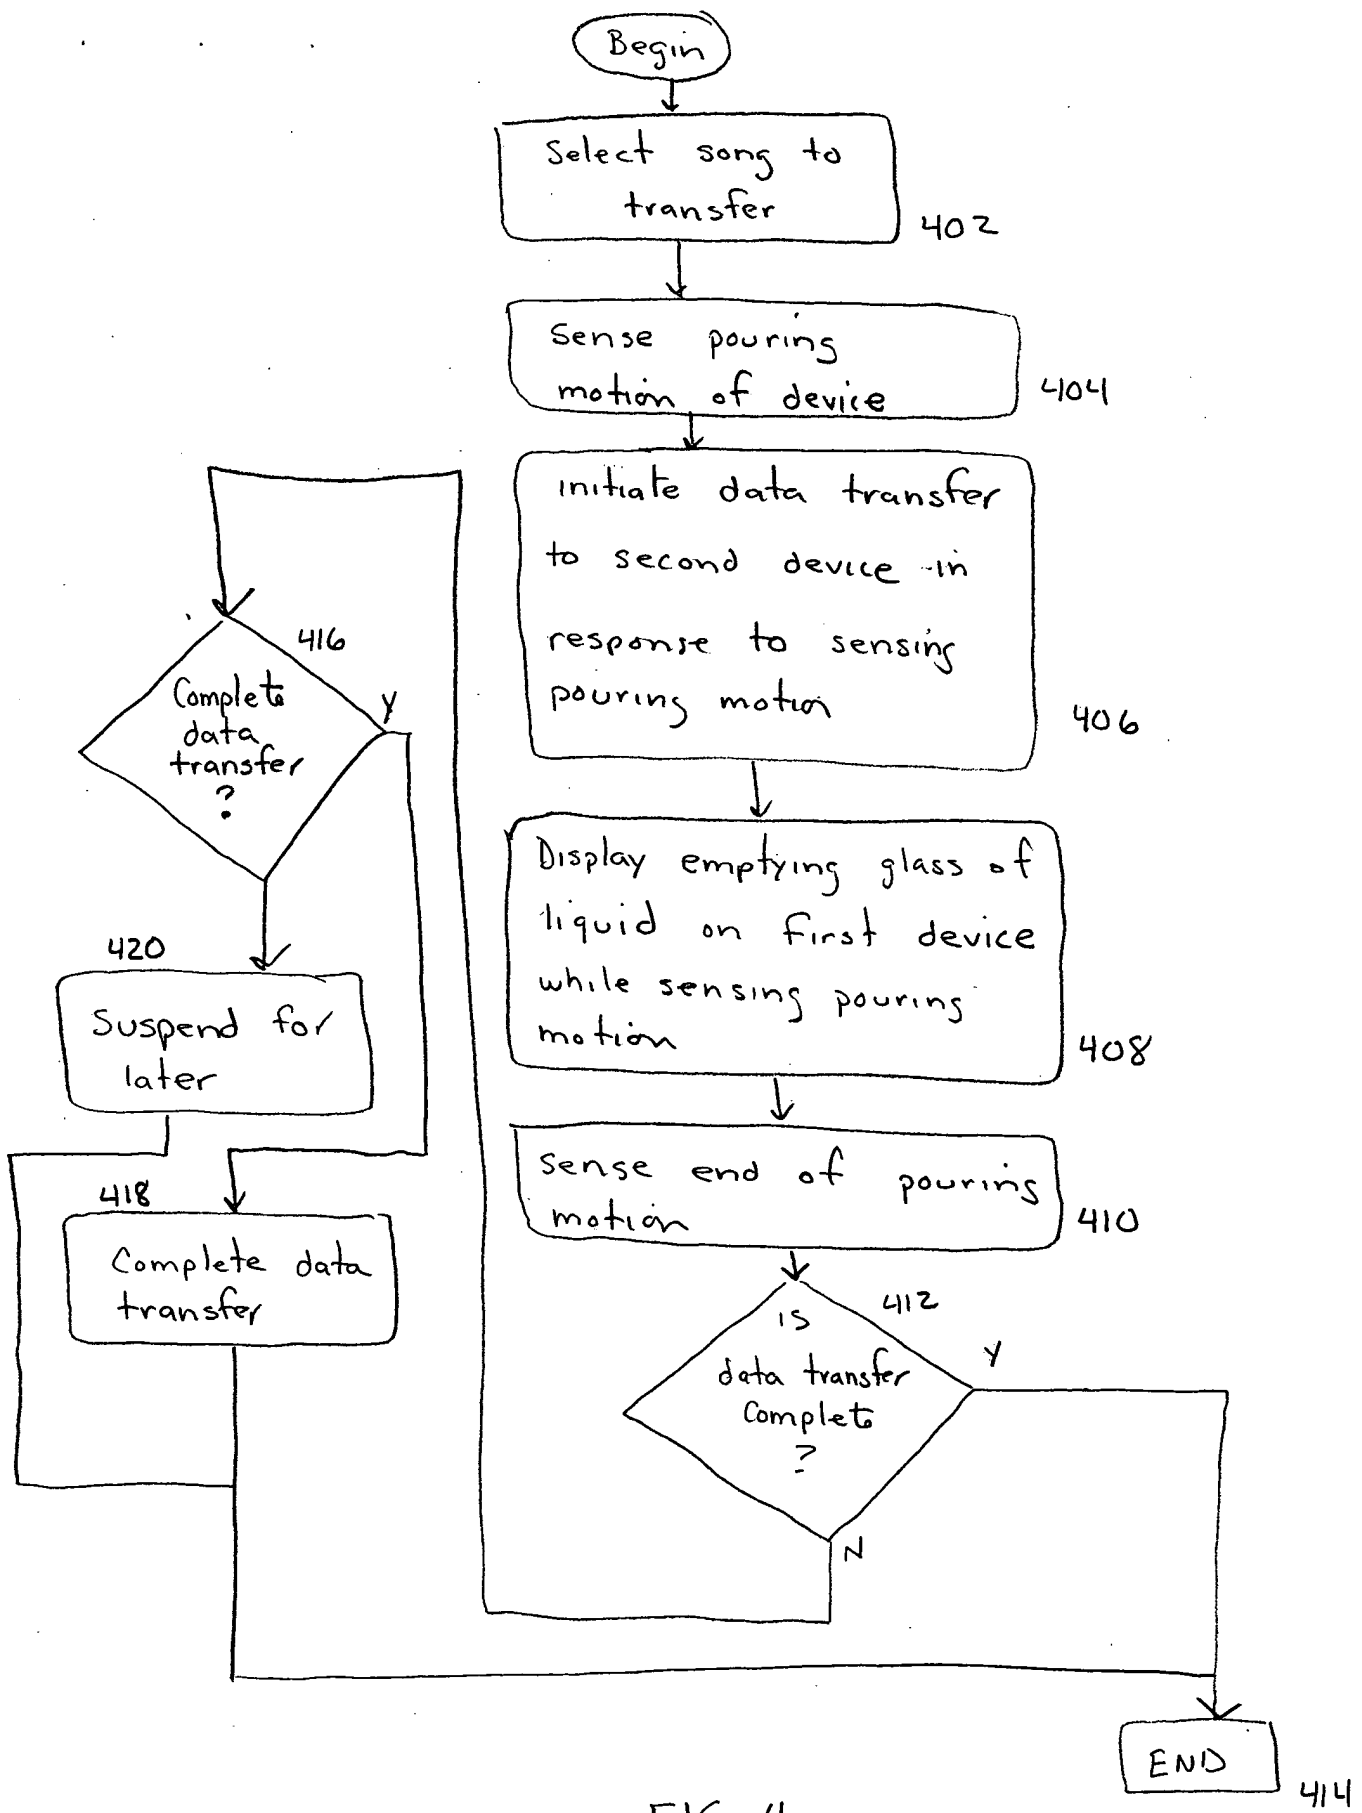 Begin
Select song to
transfer
402
Sense pouring
motion of device
404
initiate data transfer
to second device in
response to sensing
pouring motion
406
Display emptying glass of
liquid on first device
while sensing pouring
motion
408
Sense end of pouring
motion
410
412
is
data transfer
Complete
?
Y
N
416
Complete
data
transfer
?
Y
420
Suspend for
later
418
Complete data
transfer
END
414
FIG. 4